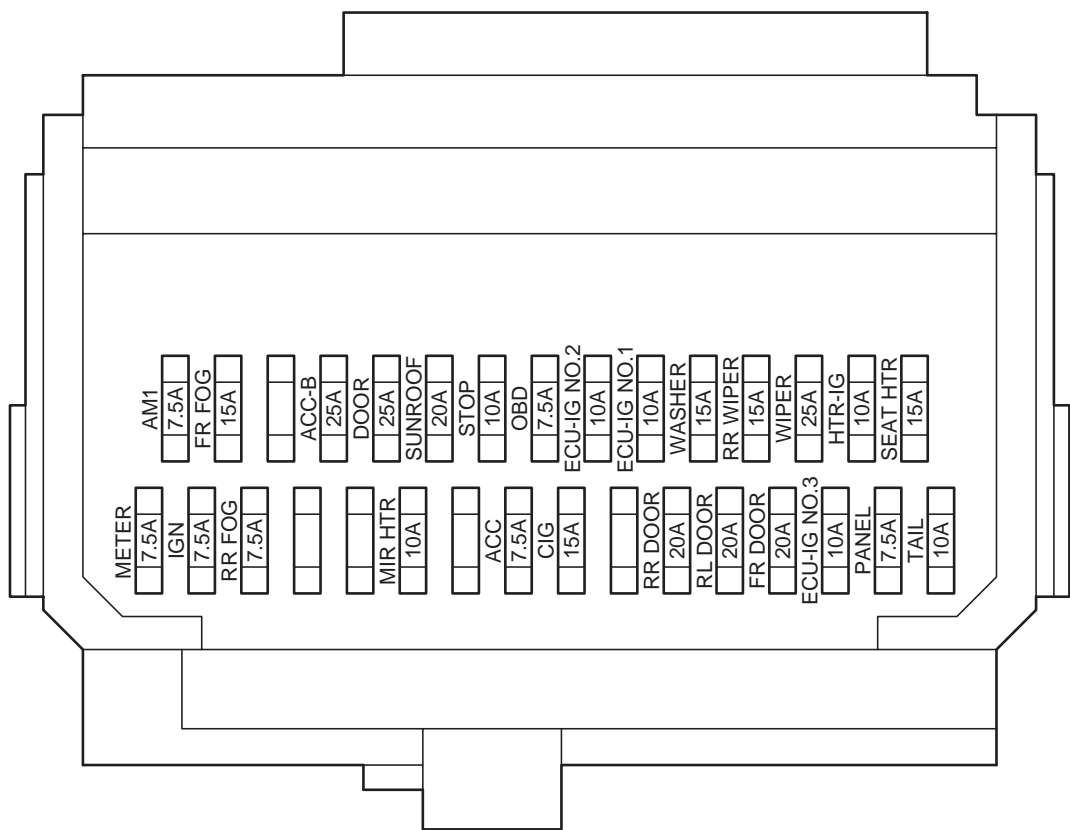 AM1
7.5A
FR FOG
15A
ACC-B
25A
DOOR
25A
SUNROOF
20A
STOP
10A
OBD
7.5A
ECU-IG NO.2
10A
ECU-IG NO.1
10A
WASHER
15A
RR WIPER
15A
WIPER
25A
HTR-IG
10A
SEAT HTR
15A
METER
7.5A
IGN
7.5A
RR FOG
7.5A
MIR HTR
10A
ACC
7.5A
CIG
15A
RR DOOR
20A
RL DOOR
20A
FR DOOR
20A
ECU-IG NO.3
10A
PANEL
7.5A
TAIL
10A